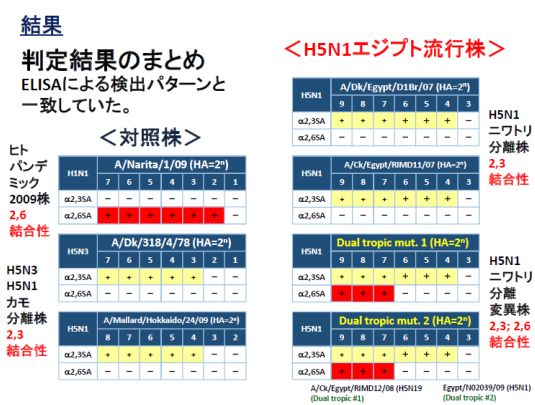 結果
判定結果のまとめ
ELISAによる検出パターンと
一致していた。
＜対照株＞
ヒト
パンデ
ミック
2009株
2,6
結合性
H1N1 A/Narita/1/09 (HA=2ⁿ)
7 6 5 4 3 2 1
α2,3SA − − − − − − −
α2,6SA + + + + + + −
H5N3
H5N1
カモ
分離株
2,3
結合性
H5N3 A/Dk/318/4/78 (HA=2ⁿ)
7 6 5 4 3 2 1
α2,3SA + + + + + − −
α2,6SA − − − − − − −
H5N1 A/Mallard/Hokkaido/24/09 (HA=2ⁿ)
8 7 6 5 4 3 2
α2,3SA + + + + + − −
α2,6SA − − − − − − −
＜H5N1エジプト流行株＞
H5N1 A/Dk/Egypt/D1Br/07 (HA=2ⁿ)
9 8 7 6 5 4 3
α2,3SA + + + + + + −
α2,6SA − − − − − − −
H5N1 A/Ck/Egypt/RIMD11/07 (HA=2ⁿ)
9 8 7 6 5 4 3
α2,3SA + + + + + + −
α2,6SA − − − − − − −
H5N1
ニワトリ
分離株
2,3
結合性
H5N1 Dual tropic mut. 1 (HA=2ⁿ)
9 8 7 6 5 4 3
α2,3SA + + + + + + −
α2,6SA + + + − − − −
H5N1 Dual tropic mut. 2 (HA=2ⁿ)
9 8 7 6 5 4 3
α2,3SA + + + + + + −
α2,6SA + + + − − − −
H5N1
ニワトリ
分離
変異株
2,3; 2,6
結合性
A/Ck/Egypt/RIMD12/08 (H5N19
(Dual tropic #1)
Egypt/N02039/09 (H5N1)
(Dual tropic #2)